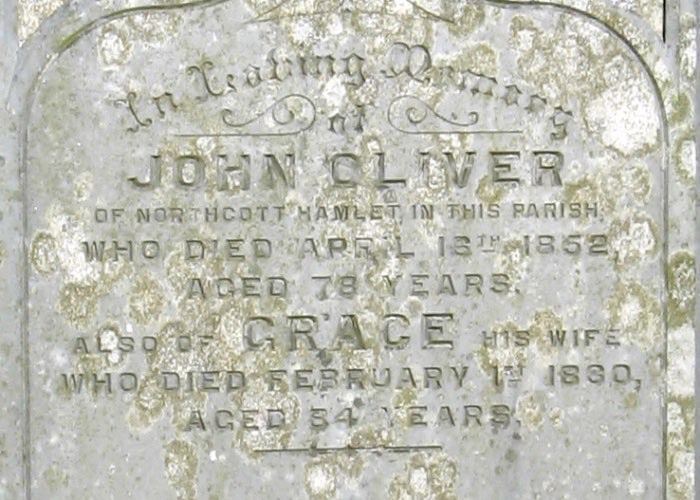 In Loving Memory
of
JOHN OLIVER
OF NORTHCOTT HAMLET, IN THIS PARISH,
WHO DIED APRIL 13TH 1852,
AGED 78 YEARS.
ALSO OF GRACE HIS WIFE
WHO DIED FEBRUARY 1ST 1830,
AGED 54 YEARS.